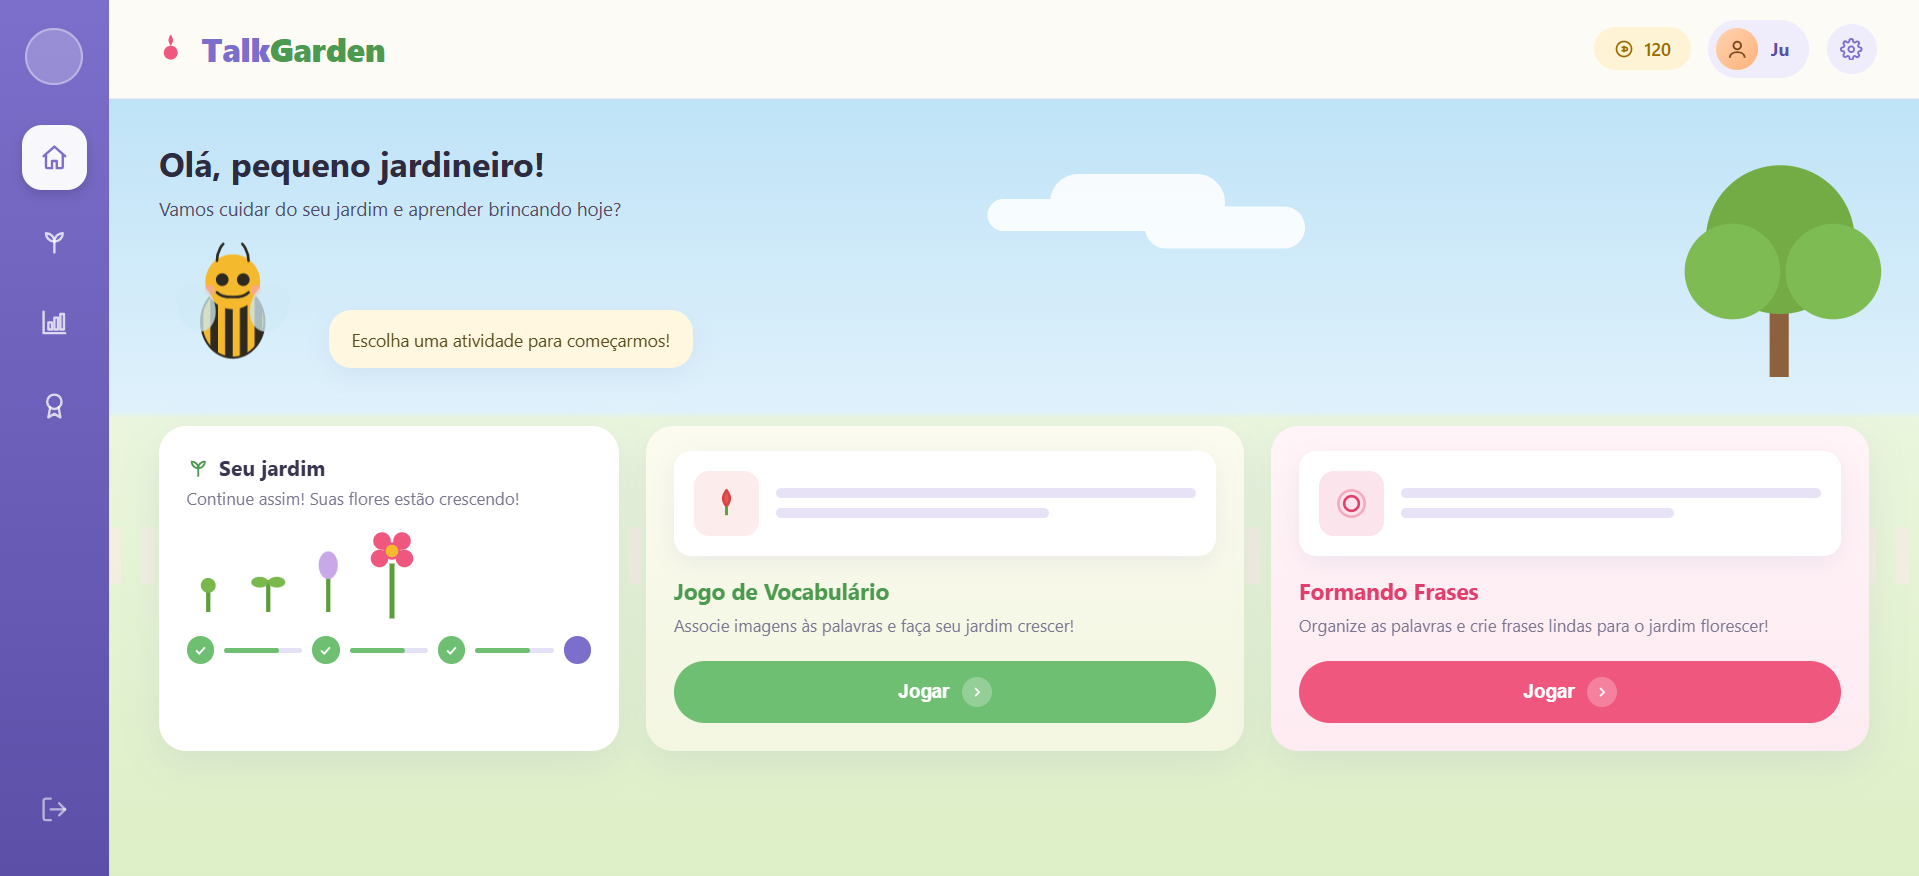 TalkGarden
120
Ju
Olá, pequeno jardineiro!
Vamos cuidar do seu jardim e aprender brincando hoje?
Escolha uma atividade para começarmos!
Seu jardim
Continue assim! Suas flores estão crescendo!
Jogo de Vocabulário
Associe imagens às palavras e faça seu jardim crescer!
Jogar
Formando Frases
Organize as palavras e crie frases lindas para o jardim florescer!
Jogar